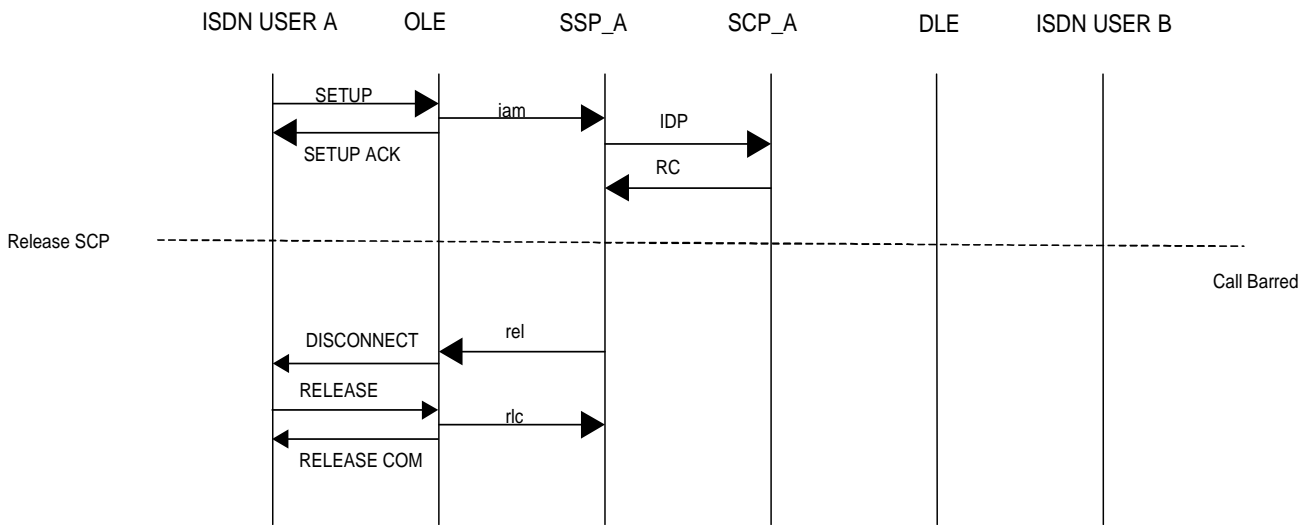 ISDN USER A OLE SSP_A SCP_A DLE ISDN USER B
SETUP
iam
IDP
SETUP ACK
RC
Release SCP
Call Barred
rel
DISCONNECT
RELEASE
rlc
RELEASE COM